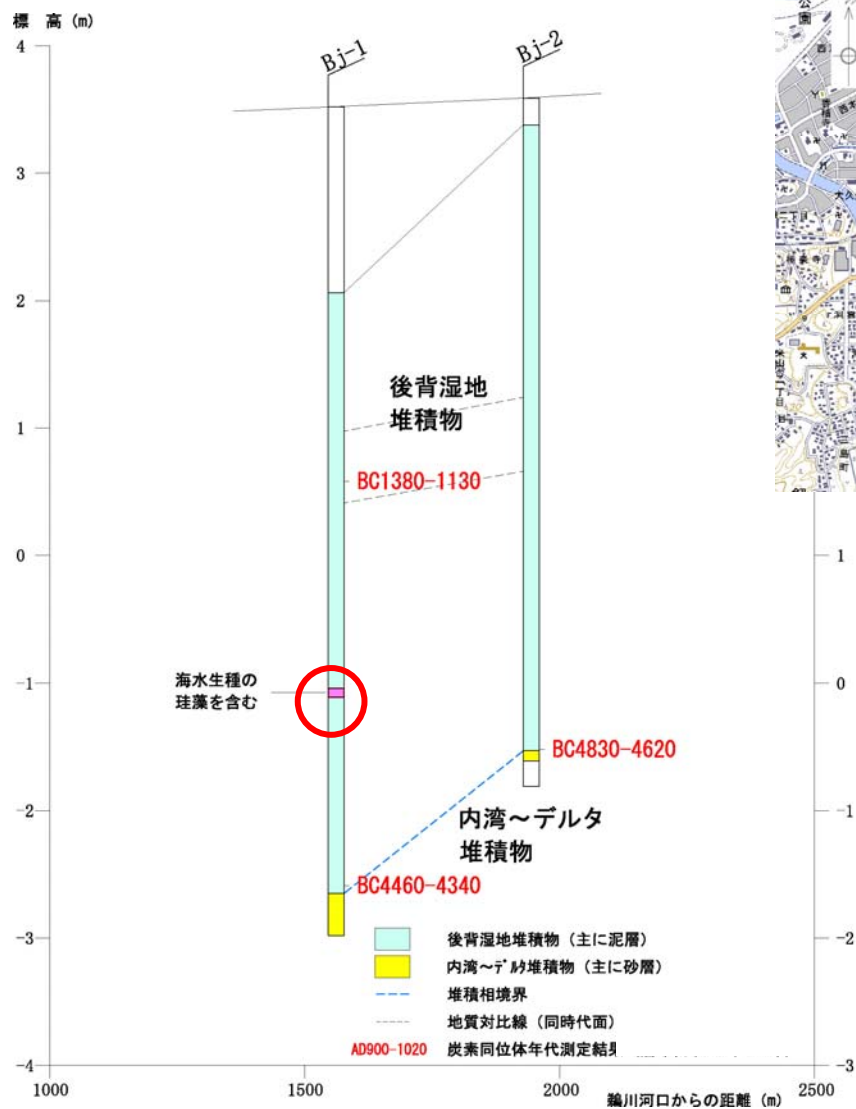 標 高 (m)
4
3
2
1
0
-1
-2
-3
-4
Bj-1
Bj-2
後背湿地
堆積物
BC1380-1130
海水生種の
珪藻を含む
BC4830-4620
内湾～デルタ
堆積物
BC4460-4340
後背湿地堆積物（主に泥層）
内湾～デルタ堆積物（主に砂層）
堆積相境界
地質対比線（同時代面）
AD900-1020 炭素同位体年代測定結
1
0
-1
-2
-3
1000
1500
2000
2500
鵜川河口からの距離 (m)
公
園
西